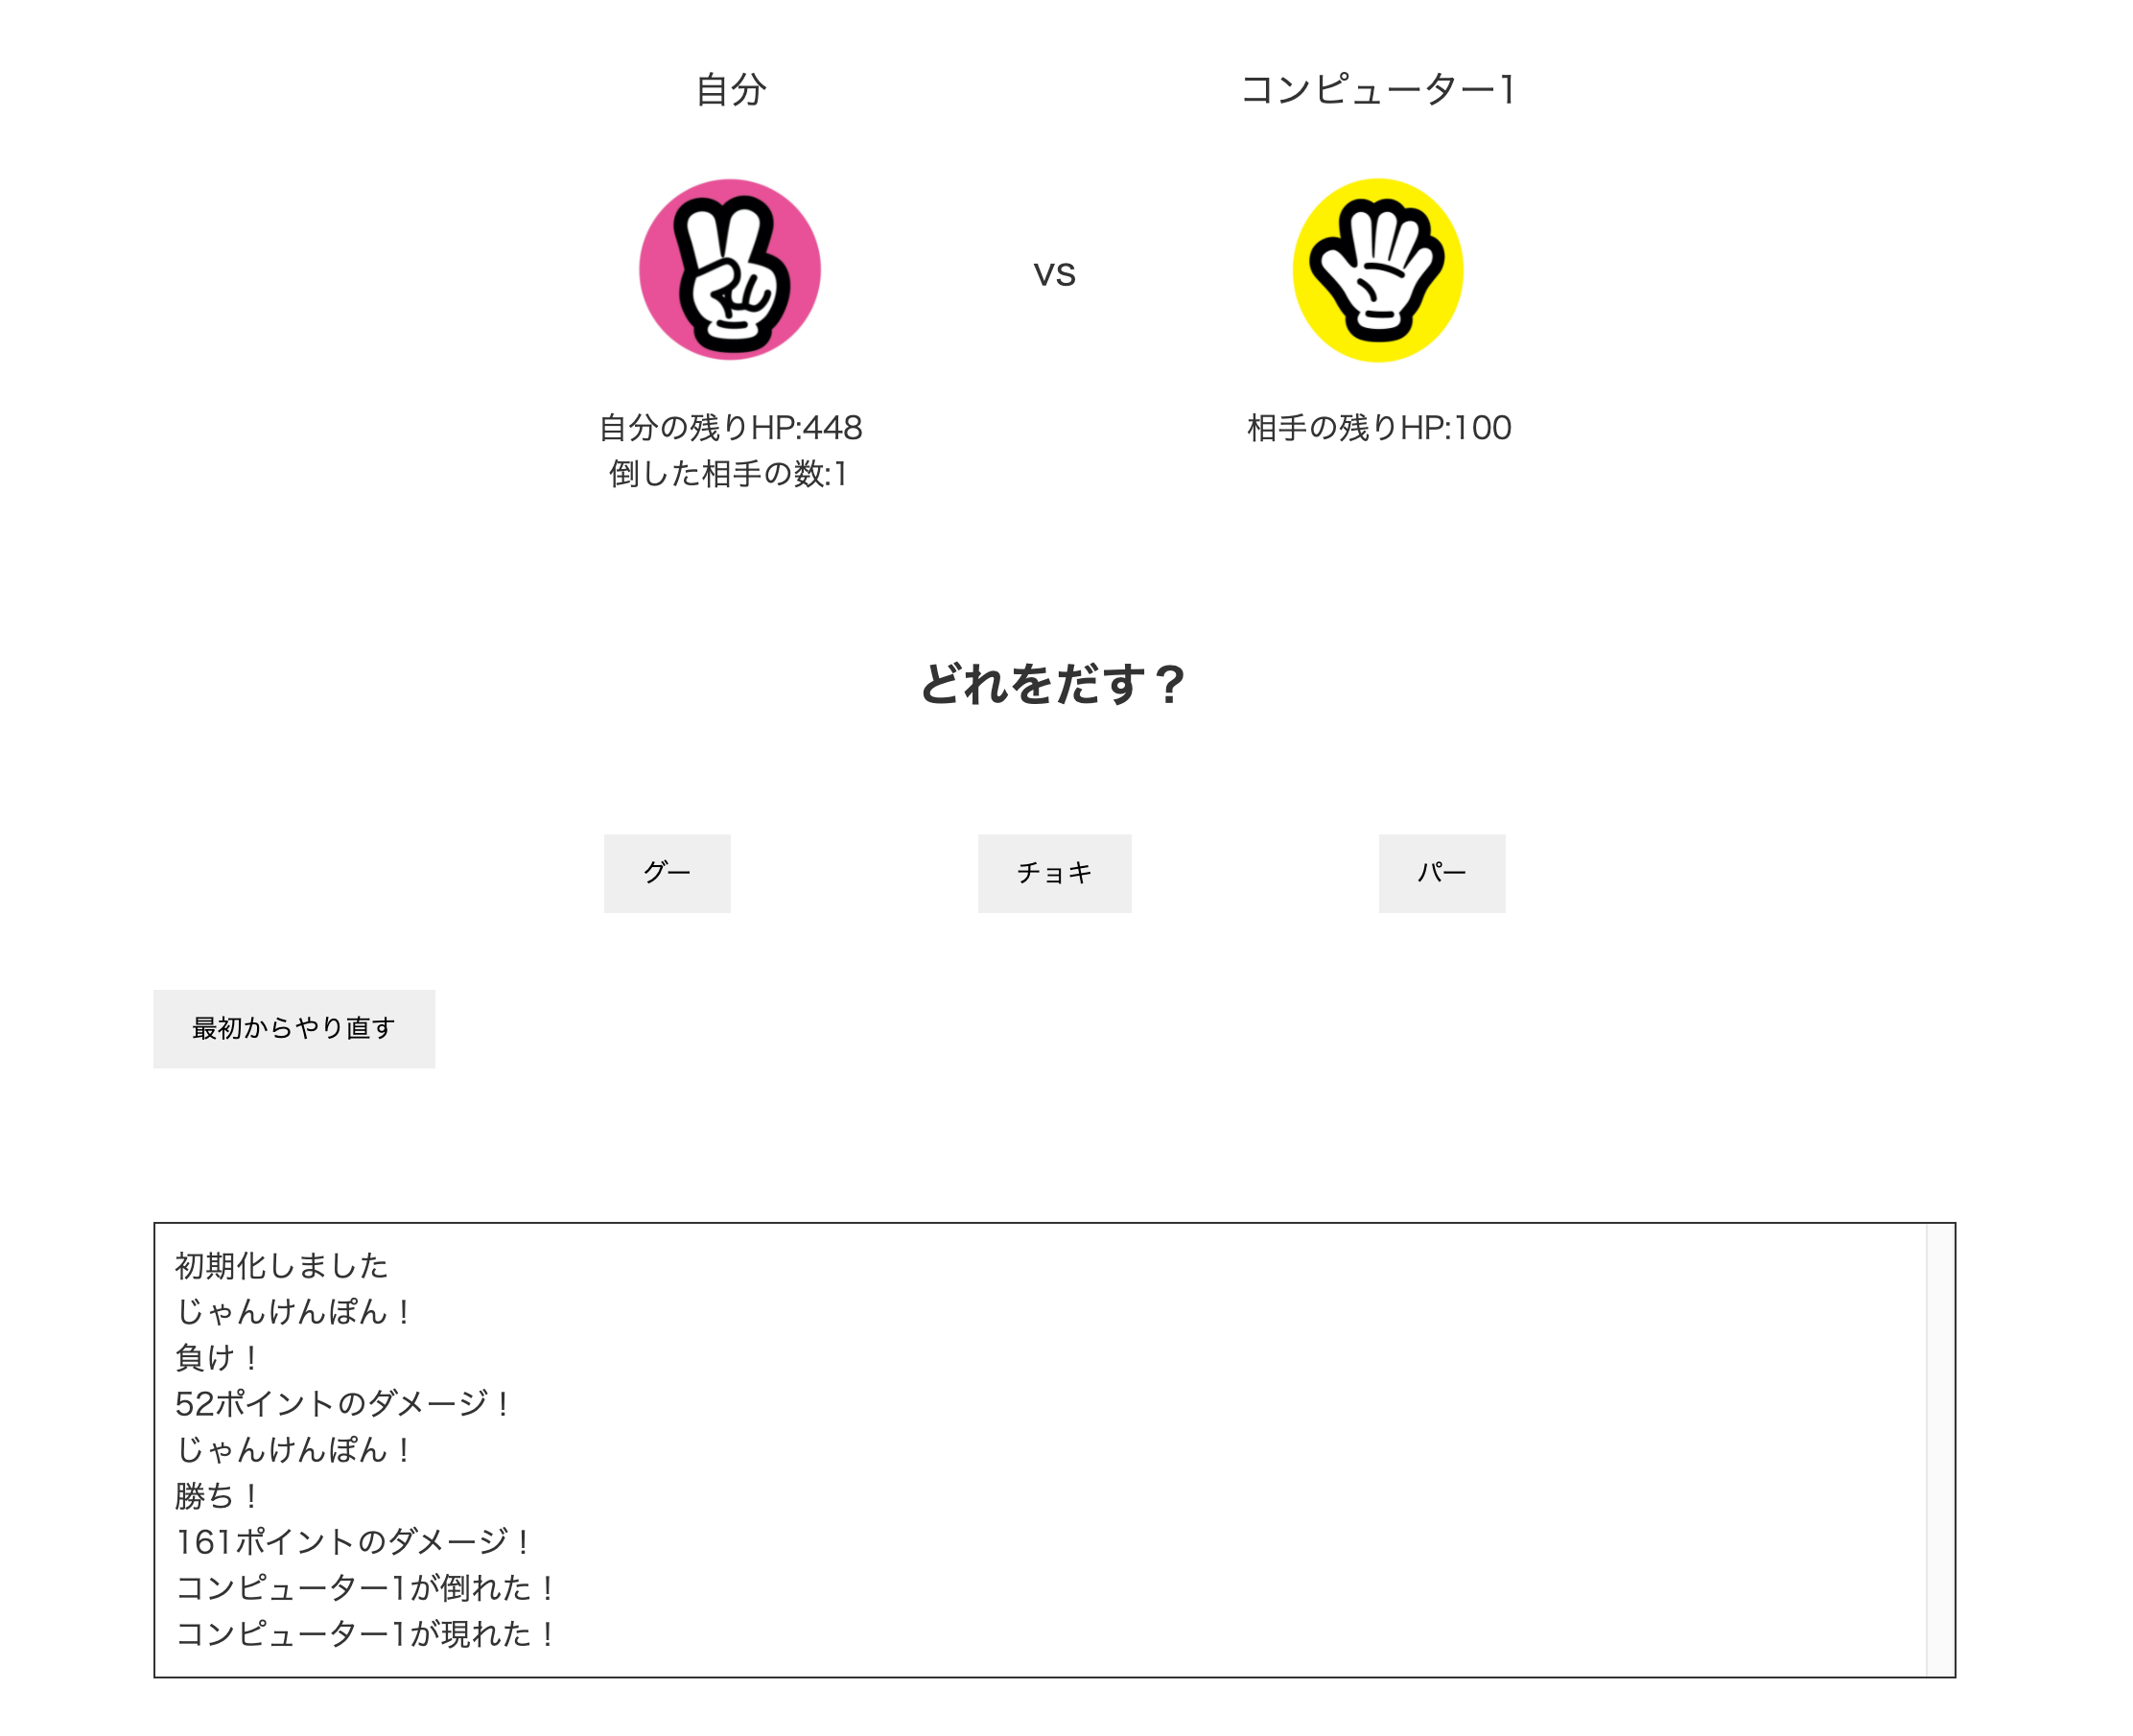 自分
コンピューター1
vs
自分の残りHP:448
倒した相手の数:1
相手の残りHP:100
どれをだす？
グー
チョキ
パー
最初からやり直す
初期化しました
じゃんけんぽん！
負け！
52ポイントのダメージ！
じゃんけんぽん！
勝ち！
161ポイントのダメージ！
コンピューター1が倒れた！
コンピューター1が現れた！